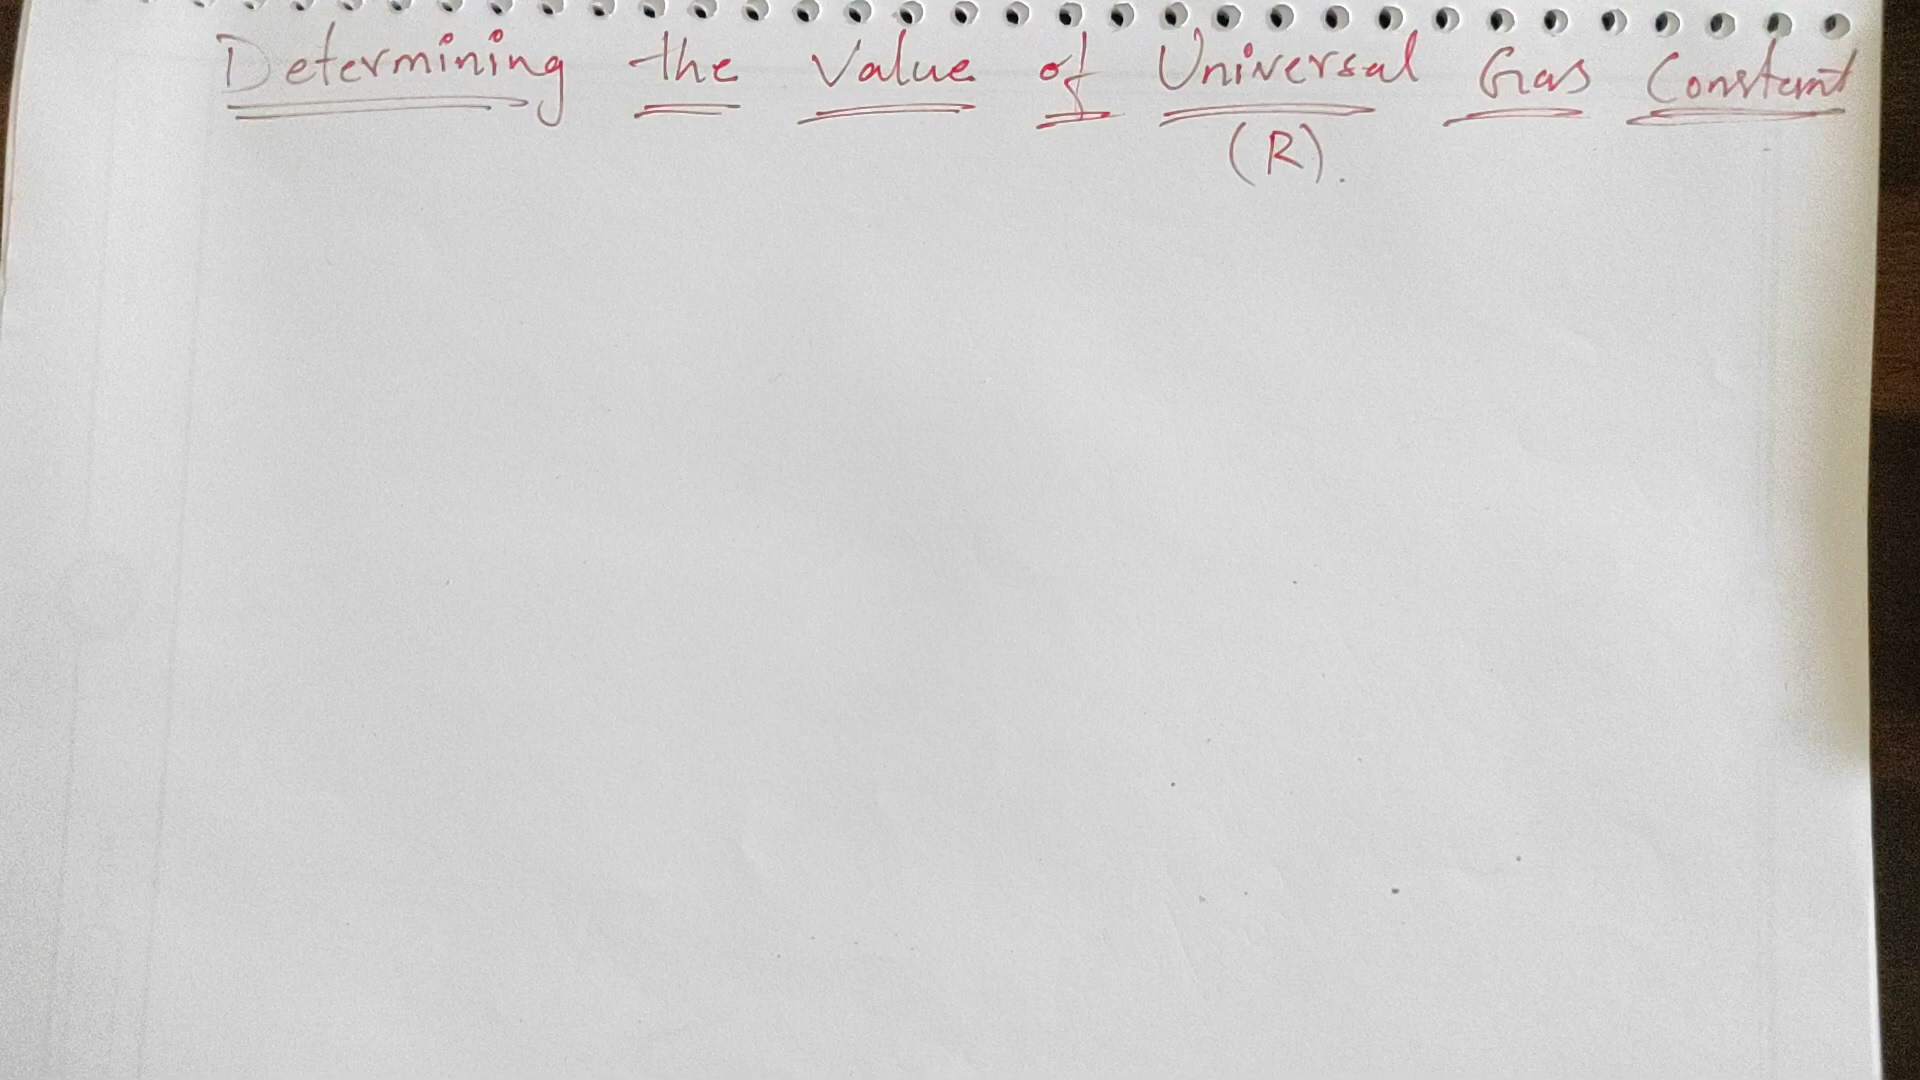 Determining the Value of Universal Gas Constant
(R).